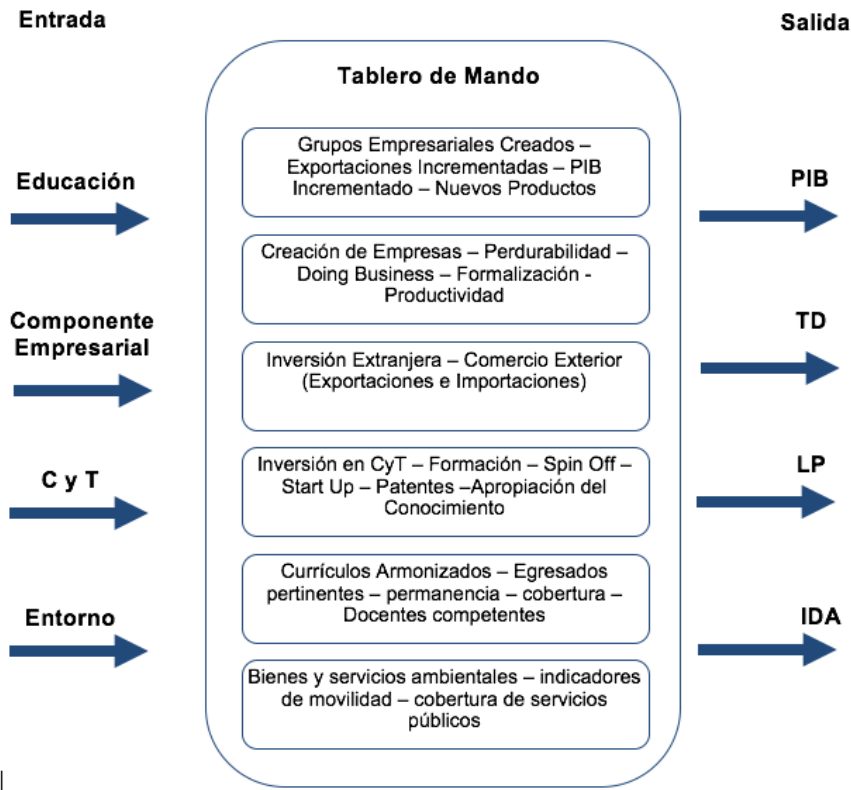 Entrada
Salida
Tablero de Mando
Grupos Empresariales Creados –
Exportaciones Incrementadas – PIB
Incrementado – Nuevos Productos
Educación
PIB
Creación de Empresas – Perdurabilidad –
Doing Business – Formalización -
Productividad
Componente
Empresarial
TD
Inversión Extranjera – Comercio Exterior
(Exportaciones e Importaciones)
Inversión en CyT – Formación – Spin Off –
Start Up – Patentes –Apropiación del
Conocimiento
C y T
LP
Currículos Armonizados – Egresados
pertinentes – permanencia – cobertura –
Docentes competentes
Entorno
IDA
Bienes y servicios ambientales – indicadores
de movilidad – cobertura de servicios
públicos